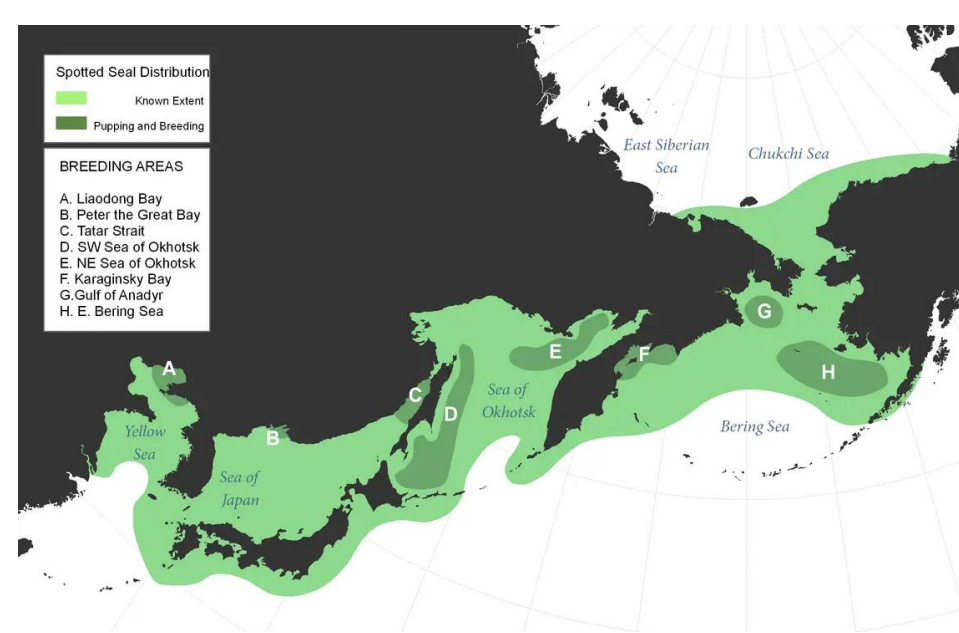 Spotted Seal Distribution
Known Extent
Pupping and Breeding
BREEDING AREAS
A. Liaodong Bay
B. Peter the Great Bay
C. Tatar Strait
D. SW Sea of Okhotsk
E. NE Sea of Okhotsk
F. Karaginsky Bay
G.Gulf of Anadyr
H. E. Bering Sea
East Siberian
Sea
Chukchi Sea
G
E
F
A
H
C
Sea of
Okhotsk
D
Bering Sea
Yellow
Sea
B
Sea of
Japan